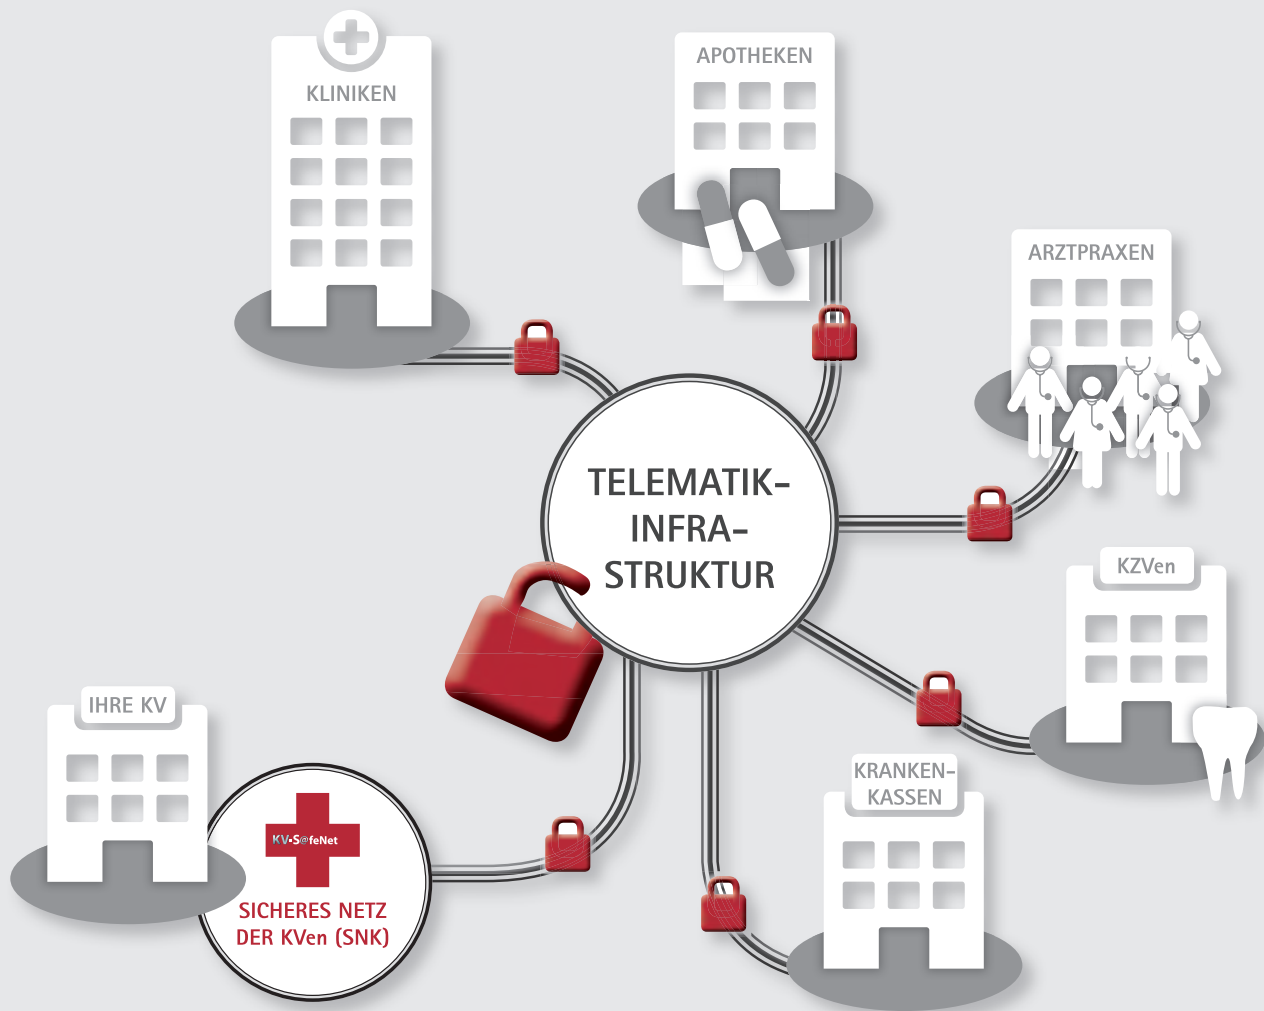 KLINIKEN
APOTHEKEN
ARZTPRAXEN
TELEMATIK-
INFRA-
STRUKTUR
KZVen
IHRE KV
KRANKEN-
KASSEN
KV-S@feNet
SICHERES NETZ
DER KVen (SNK)